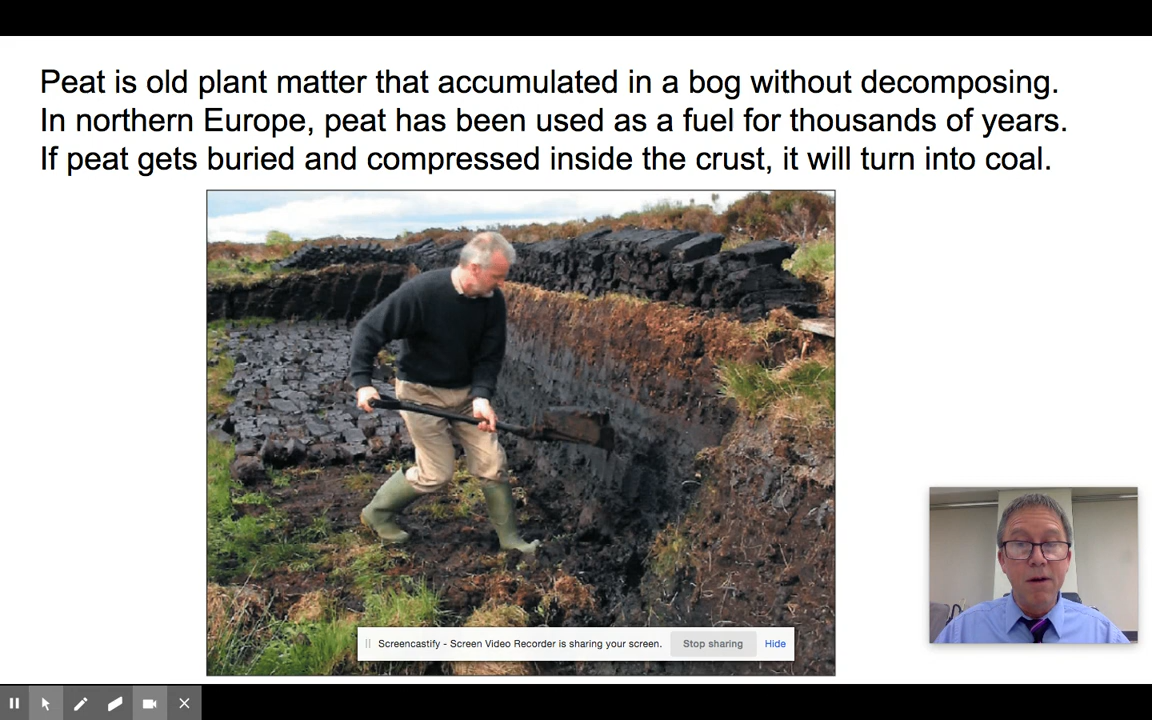 Peat is old plant matter that accumulated in a bog without decomposing.
In northern Europe, peat has been used as a fuel for thousands of years.
If peat gets buried and compressed inside the crust, it will turn into coal.
Screencastify - Screen Video Recorder is sharing your screen. Stop sharing Hide